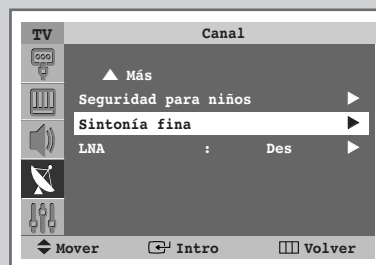 TV Canal
▲ Más
Seguridad para niños ▶
Sintonía fina ▶
LNA : Des ▶
Mover Intro Volver